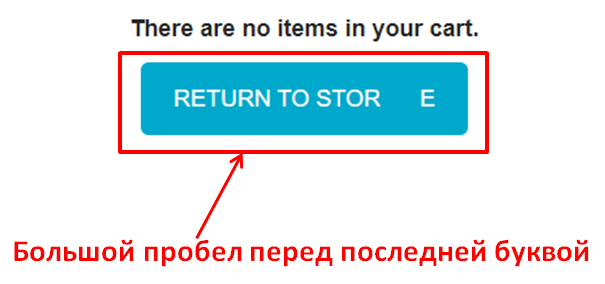 There are no items in your cart.
RETURN TO STOR E
Большой пробел перед последней буквой